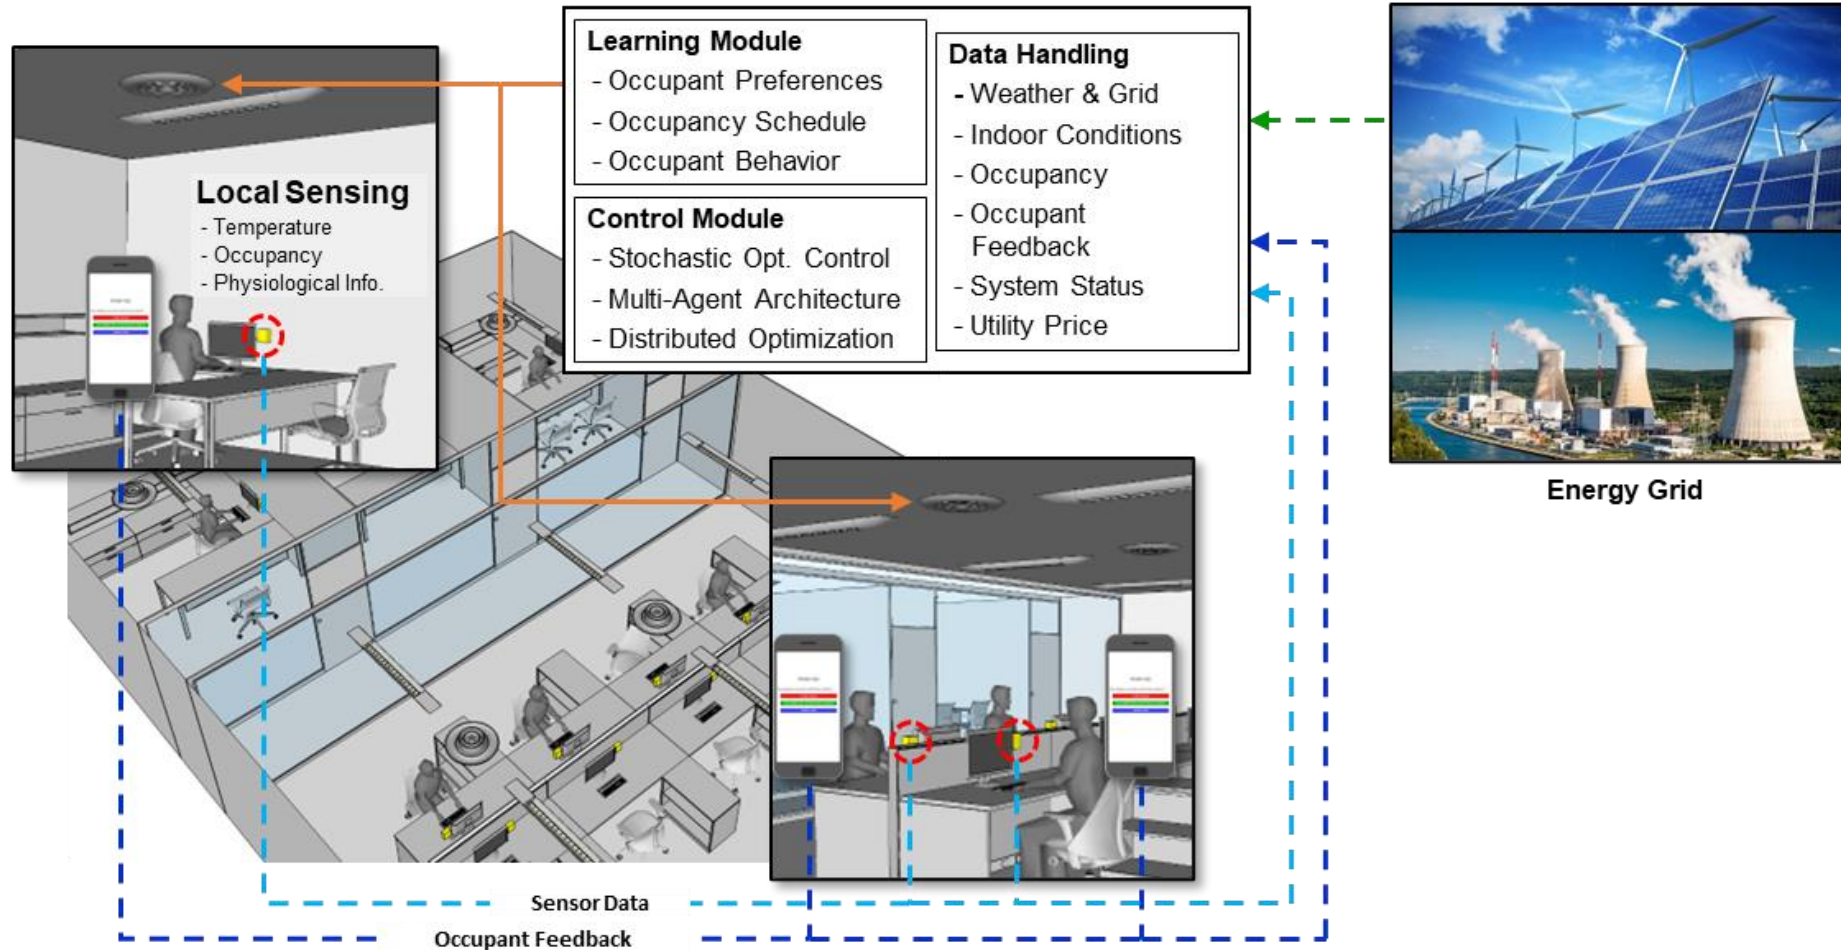 Learning Module
- Occupant Preferences
- Occupancy Schedule
- Occupant Behavior
Control Module
- Stochastic Opt. Control
- Multi-Agent Architecture
- Distributed Optimization
Data Handling
- Weather & Grid
- Indoor Conditions
- Occupancy
- Occupant
Feedback
- System Status
- Utility Price
Local Sensing
- Temperature
- Occupancy
- Physiological Info.
Energy Grid
Sensor Data
Occupant Feedback